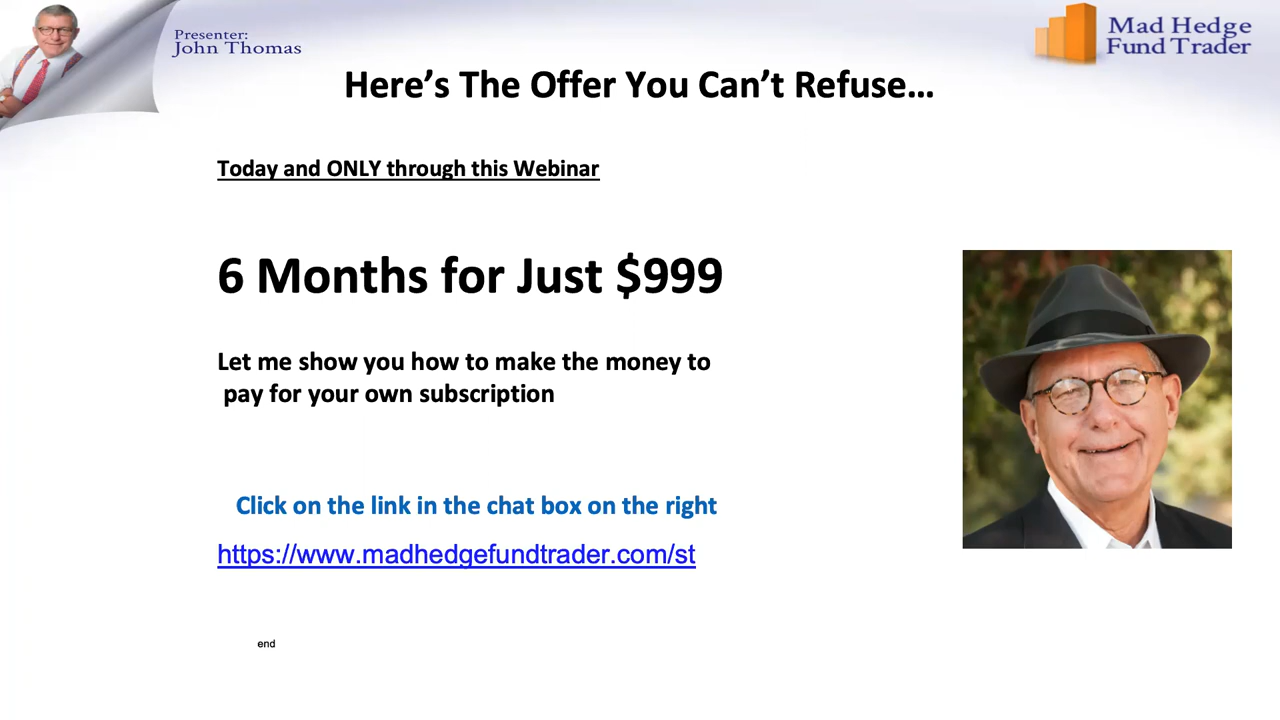 Presenter:
John Thomas
Mad Hedge
Fund Trader
Here's The Offer You Can't Refuse…
Today and ONLY through this Webinar
6 Months for Just $999
Let me show you how to make the money to
pay for your own subscription
Click on the link in the chat box on the right
https://www.madhedgefundtrader.com/st
end